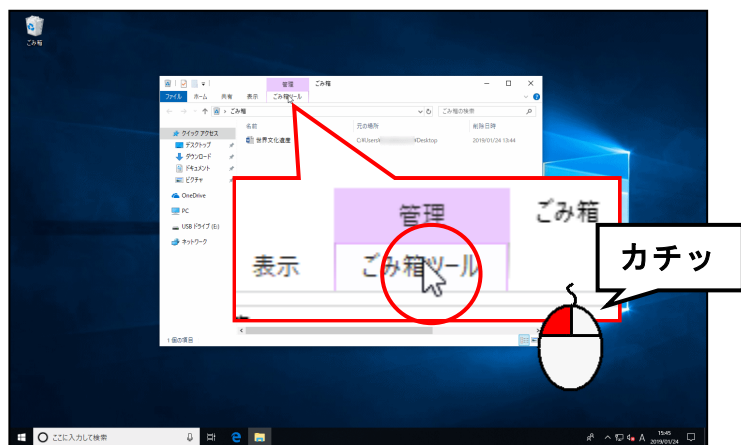 ごみ箱
管理
ごみ箱
ファイル ホーム 共有 表示 ごみ箱ツール
ごみ箱
ごみ箱の検索
名前 元の場所 削除日時
クイック アクセス
デスクトップ
ダウンロード
ドキュメント
ピクチャ
OneDrive
PC
USB ドライブ (E:)
ネットワーク
世界文化遺産 C:¥Users¥ ¥Desktop 2019/01/24 13:44
管理 ごみ箱
表示 ごみ箱ツール
カチッ
1 個の項目
ここに入力して検索
A
15:45
2019/01/24